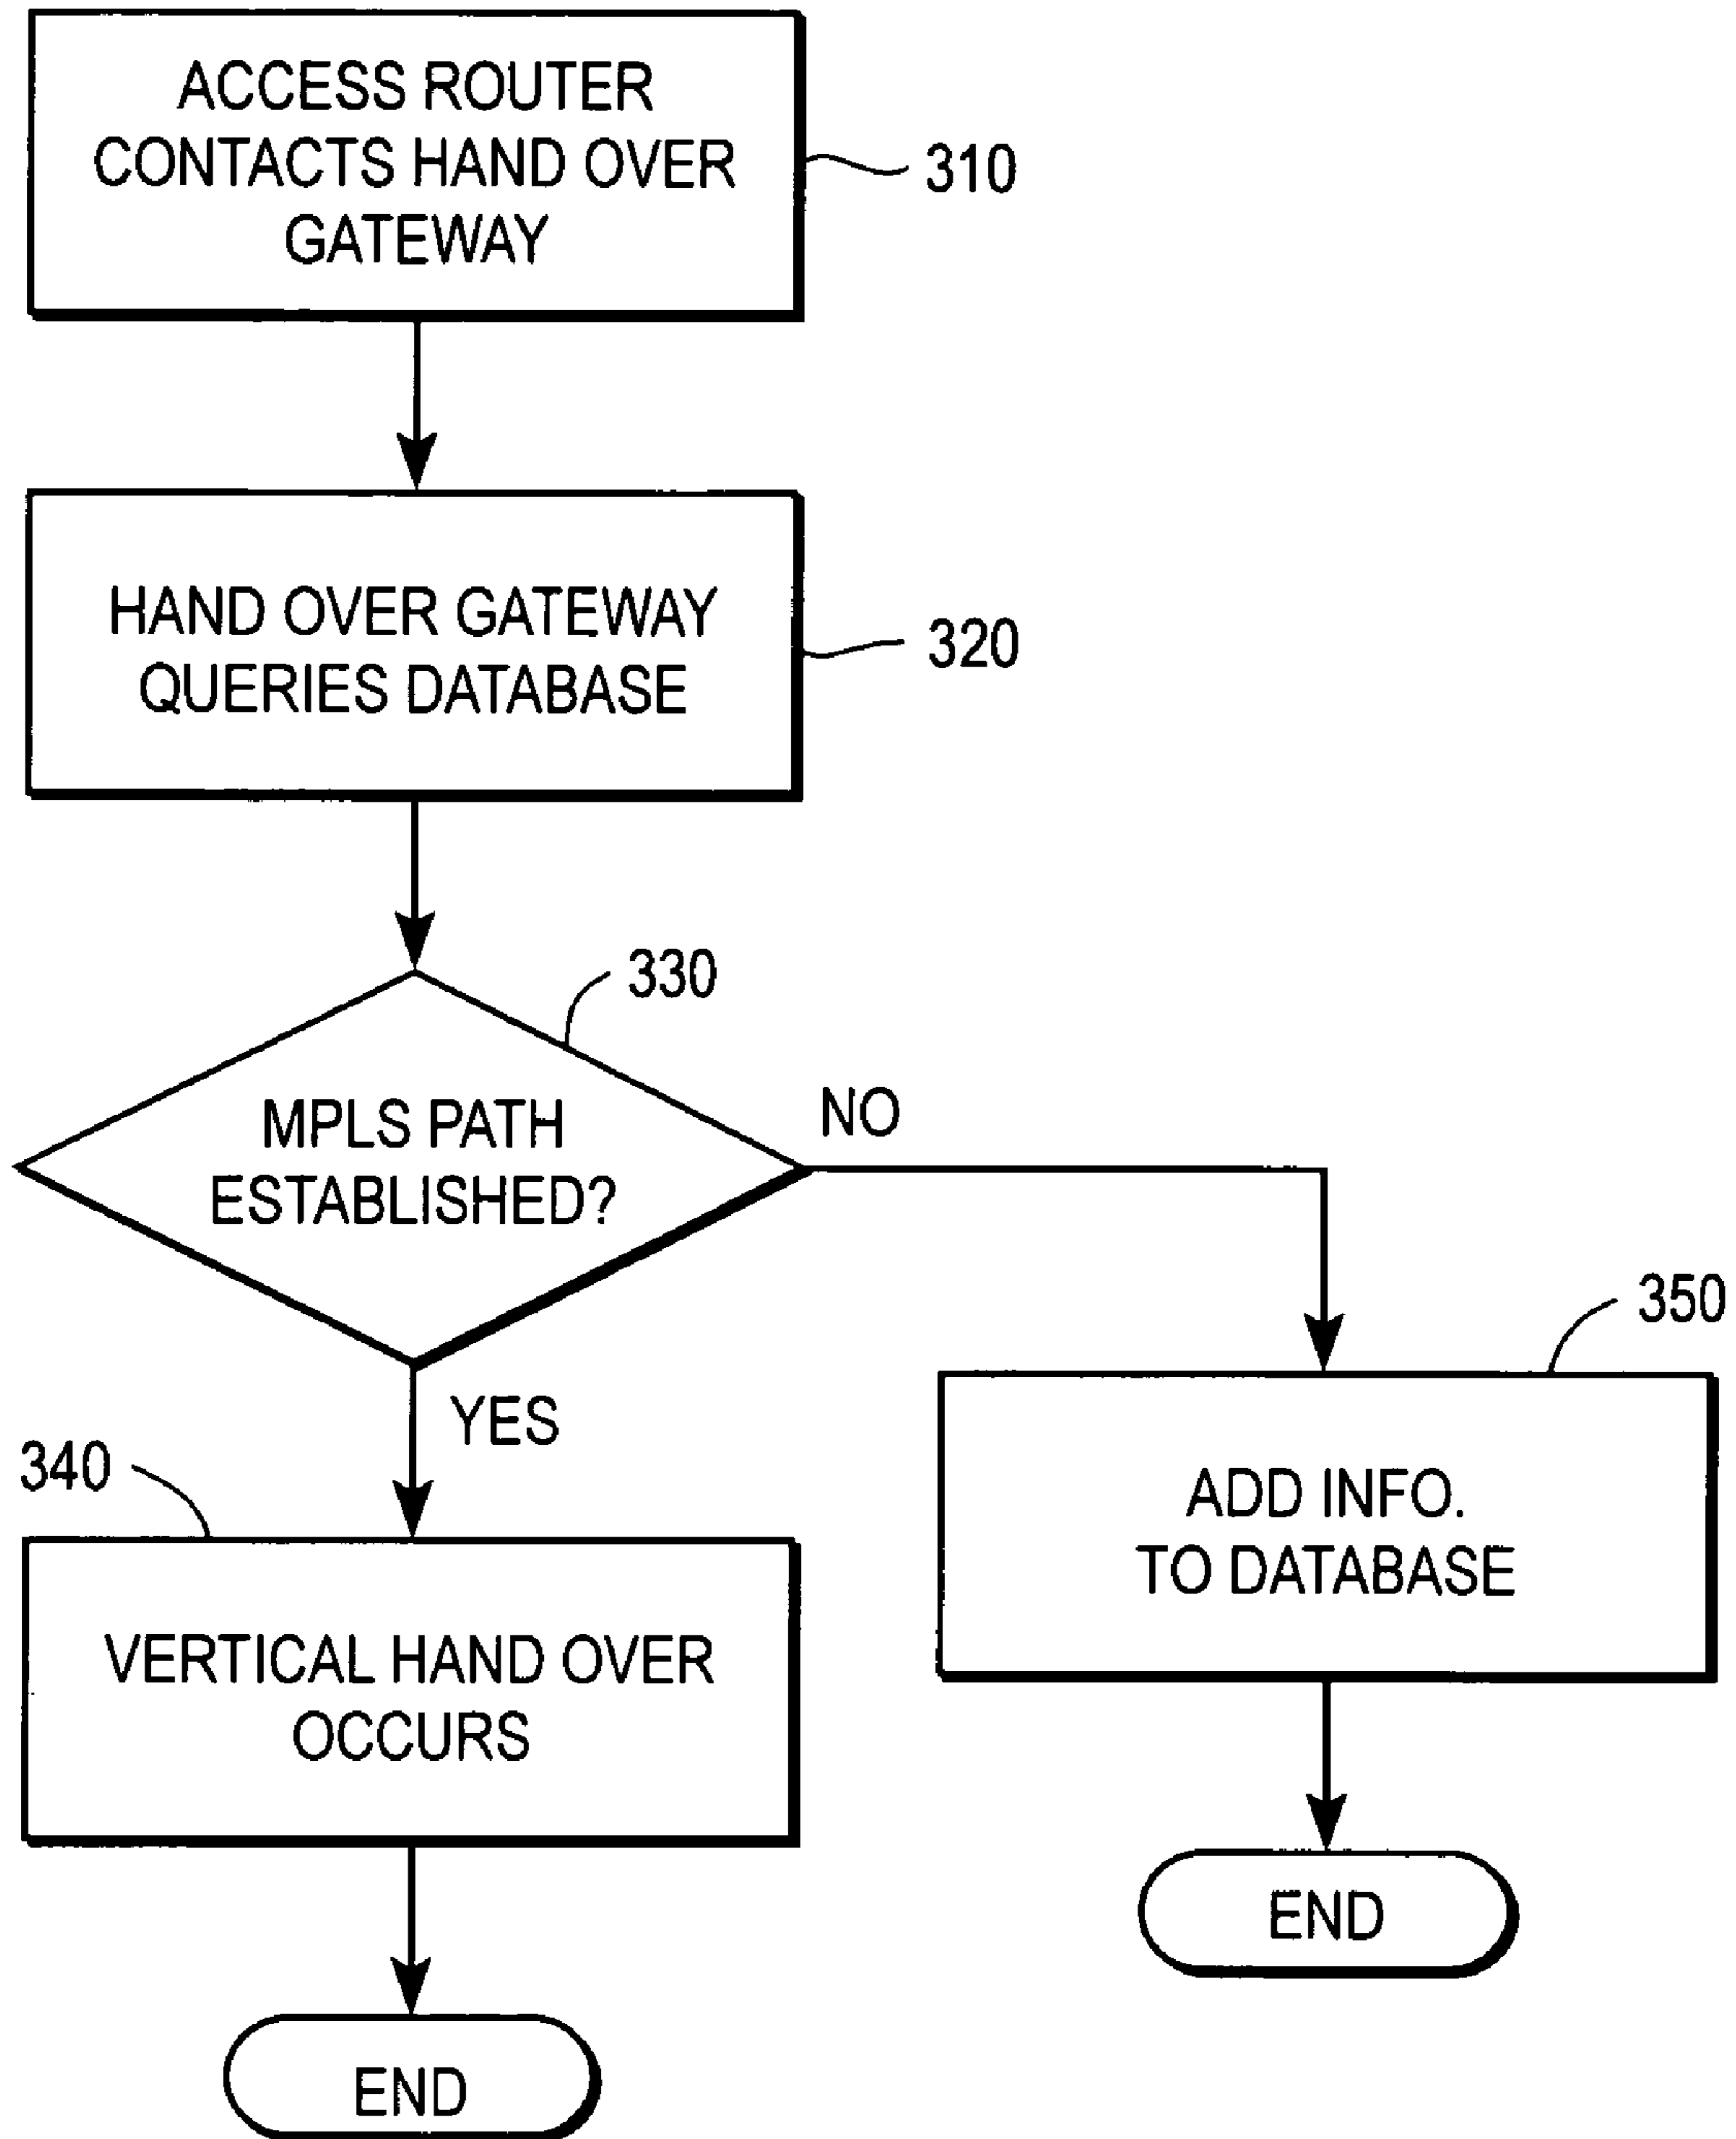 ACCESS ROUTER
CONTACTS HAND OVER
GATEWAY
310
HAND OVER GATEWAY
QUERIES DATABASE
320
330
MPLS PATH
ESTABLISHED?
NO
YES
340
VERTICAL HAND OVER
OCCURS
END
350
ADD INFO.
TO DATABASE
END